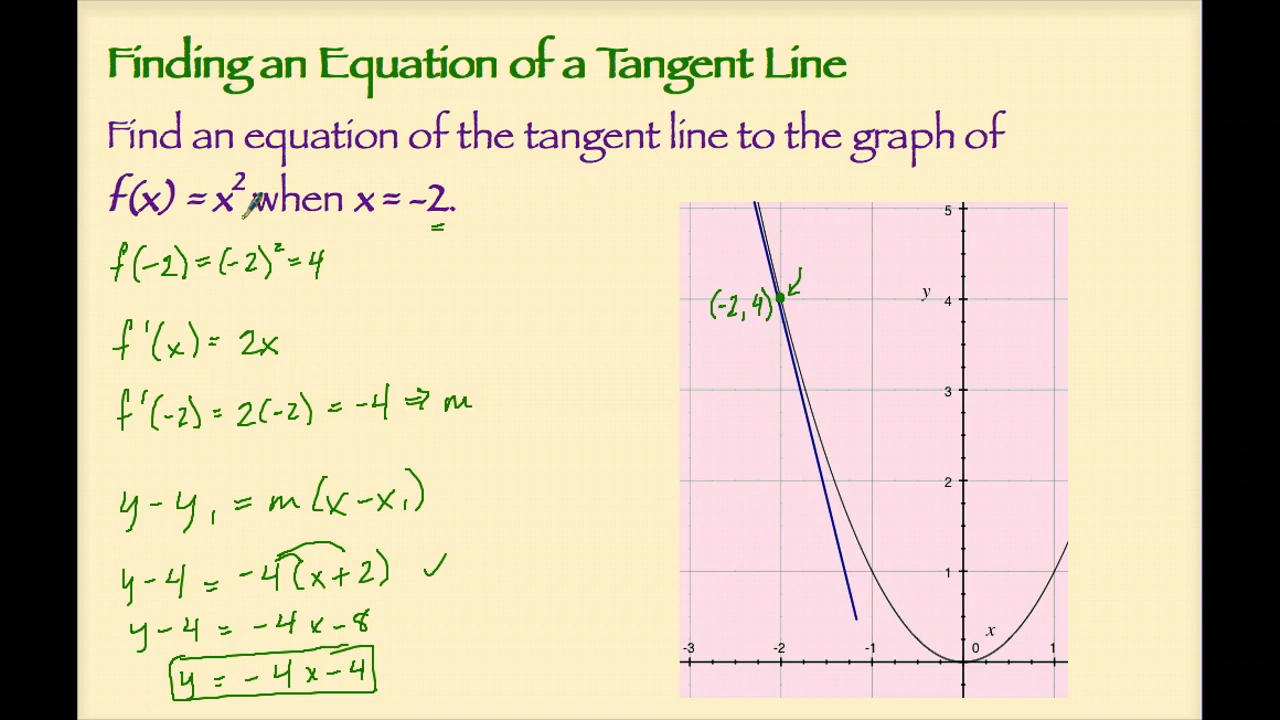 Finding an Equation of a Tangent Line
Find an equation of the tangent line to the graph of
f(x) = x² when x = -2.
f(-2) = (-2)² = 4
f'(x) = 2x
f'(-2) = 2(-2) = -4 ⇒ m
y - y₁ = m(x - x₁)
y - 4 = -4(x + 2) ✓
y - 4 = -4x - 8
y = -4x - 4
5
y
4
(-2, 4)
3
2
1
x
-3 -2 -1 0 1